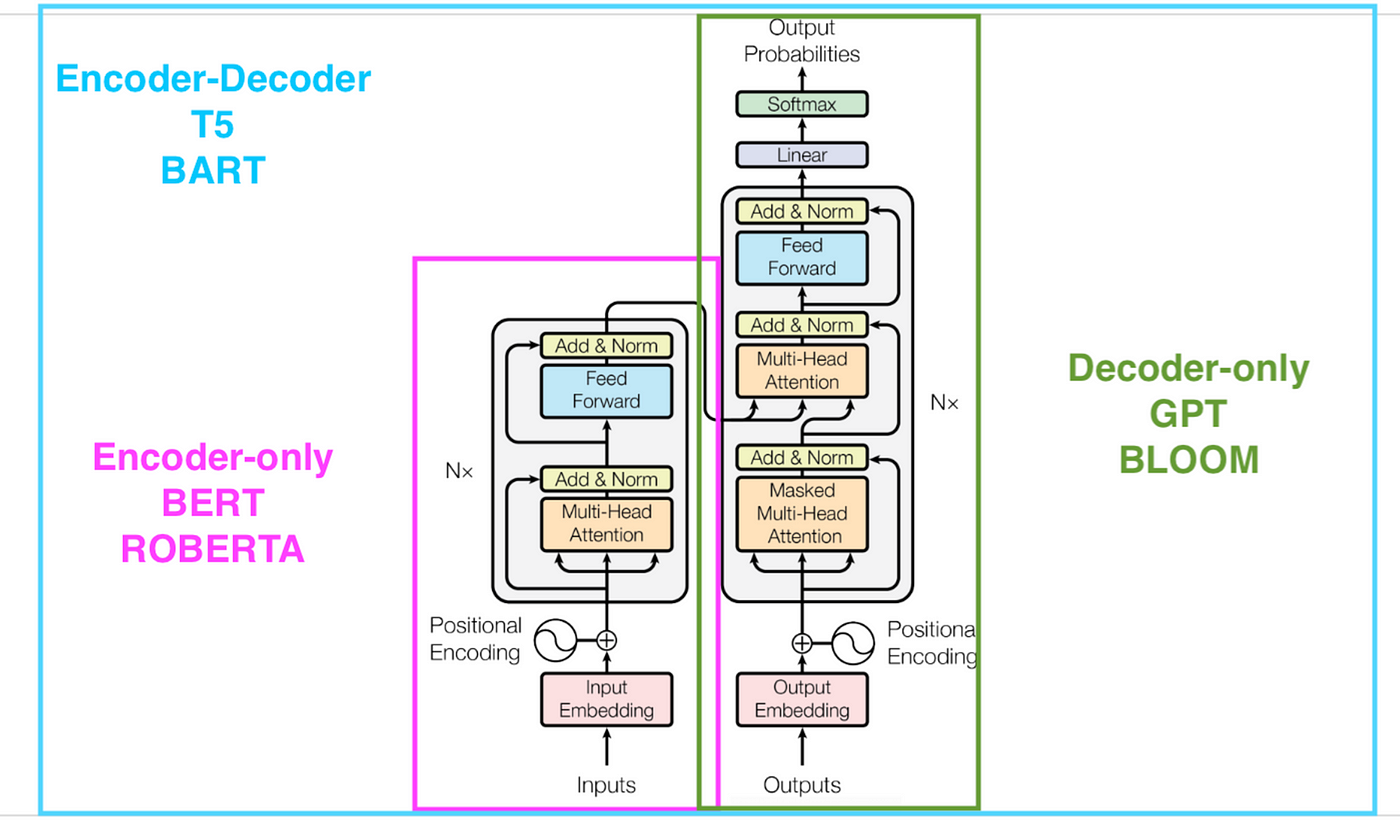 Encoder-Decoder
T5
BART
Encoder-only
BERT
ROBERTA
Output
Probabilities
Softmax
Linear
Add & Norm
Feed
Forward
Add & Norm
Multi-Head
Attention
Add & Norm
Masked
Multi-Head
Attention
Nx
Positiona
Encoding
Output
Embedding
Outputs
Add & Norm
Feed
Forward
Add & Norm
Multi-Head
Attention
Nx
Positional
Encoding
Input
Embedding
Inputs
Decoder-only
GPT
BLOOM